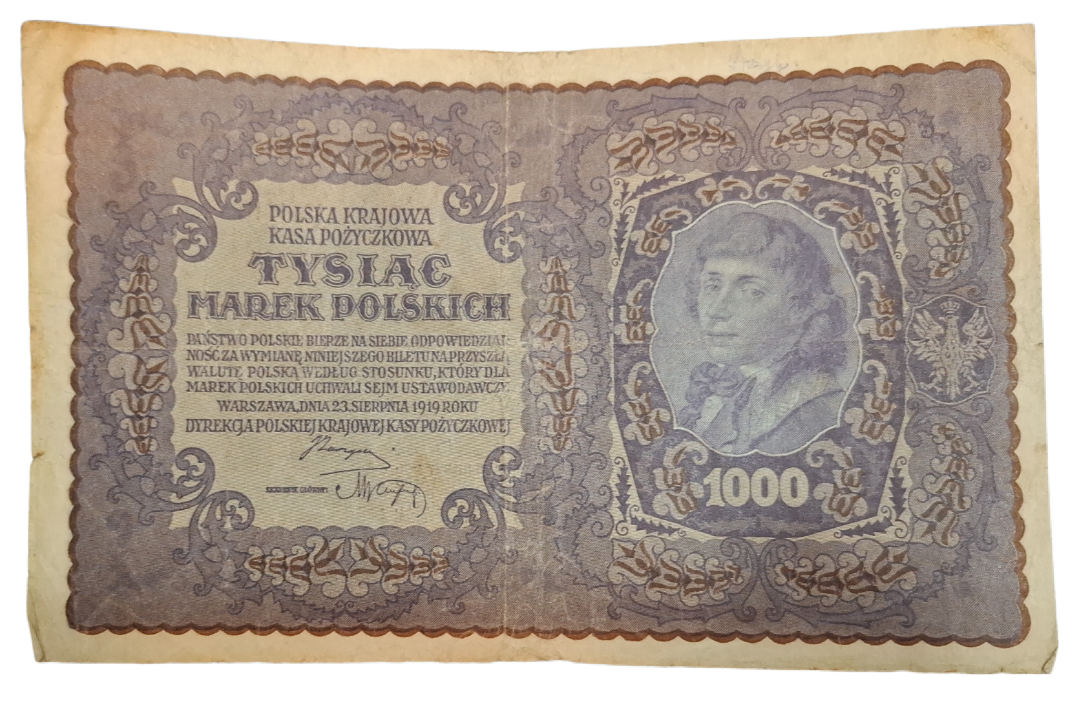 POLSKA KRAJOWA
KASA POŻYCZKOWA
TYSIĄC
MAREK POLSKICH
PAŃSTWO POLSKIE BIERZE NA SIEBIE ODPOWIEDZIAL
NOŚĆ ZA WYMIANĘ NINIEJSZEGO BILETU NA PRZYSZŁĄ
WALUTĘ POLSKĄ WEDŁUG STOSUNKU, KTÓRY DLA
MAREK POLSKICH UCHWALI SEJM USTAWODAWCZY
WARSZAWA, DNIA 23. SIERPNIA 1919 ROKU
DYREKCJA POLSKIEJ KRAJOWEJ KASY POŻYCZKOWEJ
SKARBNIK GŁÓWNY
1000